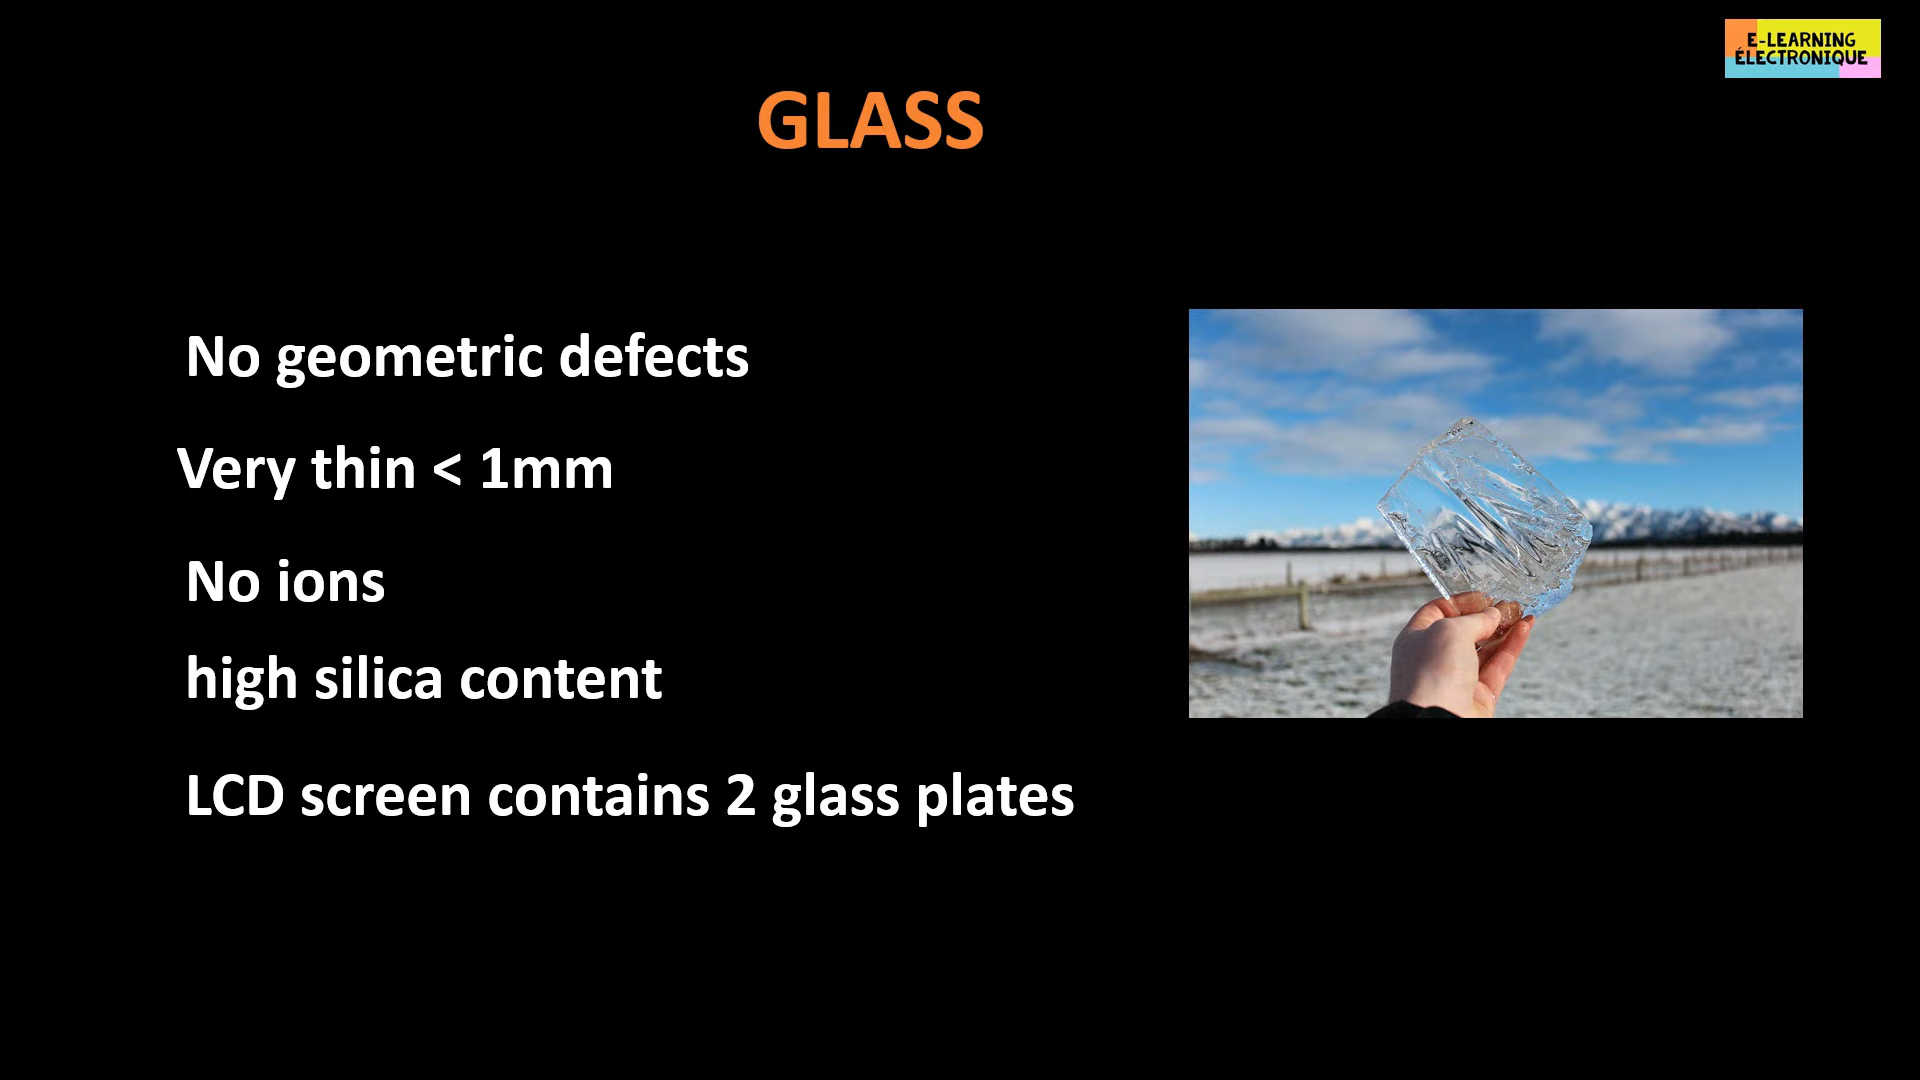 E-LEARNING
ÉLECTRONIQUE
GLASS
No geometric defects
Very thin < 1mm
No ions
high silica content
LCD screen contains 2 glass plates